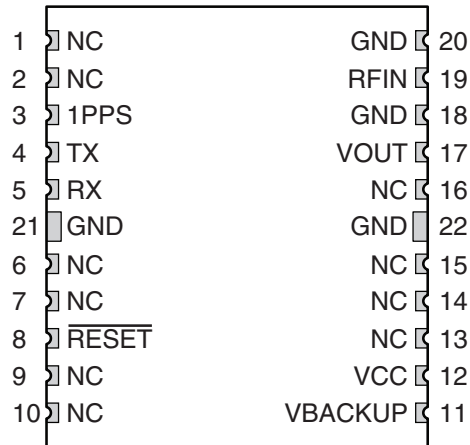 1 NC GND 20
2 NC RFIN 19
3 1PPS GND 18
4 TX VOUT 17
5 RX NC 16
21 GND GND 22
6 NC NC 15
7 NC NC 14
8 RESET NC 13
9 NC VCC 12
10 NC VBACKUP 11